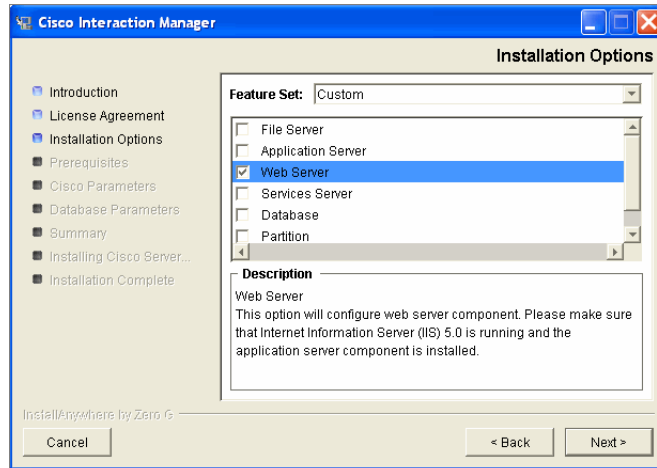 Cisco Interaction Manager
Installation Options
Introduction
License Agreement
Installation Options
Prerequisites
Cisco Parameters
Database Parameters
Summary
Installing Cisco Server...
Installation Complete
Feature Set: Custom
File Server
Application Server
Web Server
Services Server
Database
Partition
Description
Web Server
This option will configure web server component. Please make sure
that Internet Information Server (IIS) 5.0 is running and the
application server component is installed.
InstallAnywhere by Zero G
Cancel
< Back
Next >